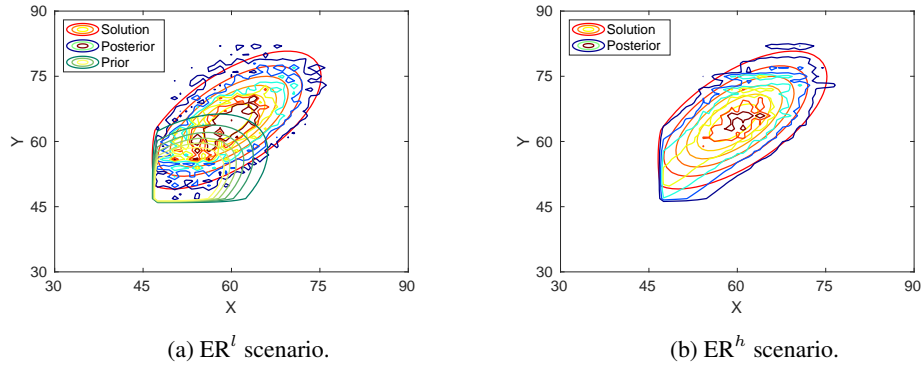 90
75
60
45
30
Y
Solution
Posterior
Prior
30 45 60 75 90
X
(a) ER^l scenario.
90
75
60
45
30
Y
Solution
Posterior
30 45 60 75 90
X
(b) ER^h scenario.